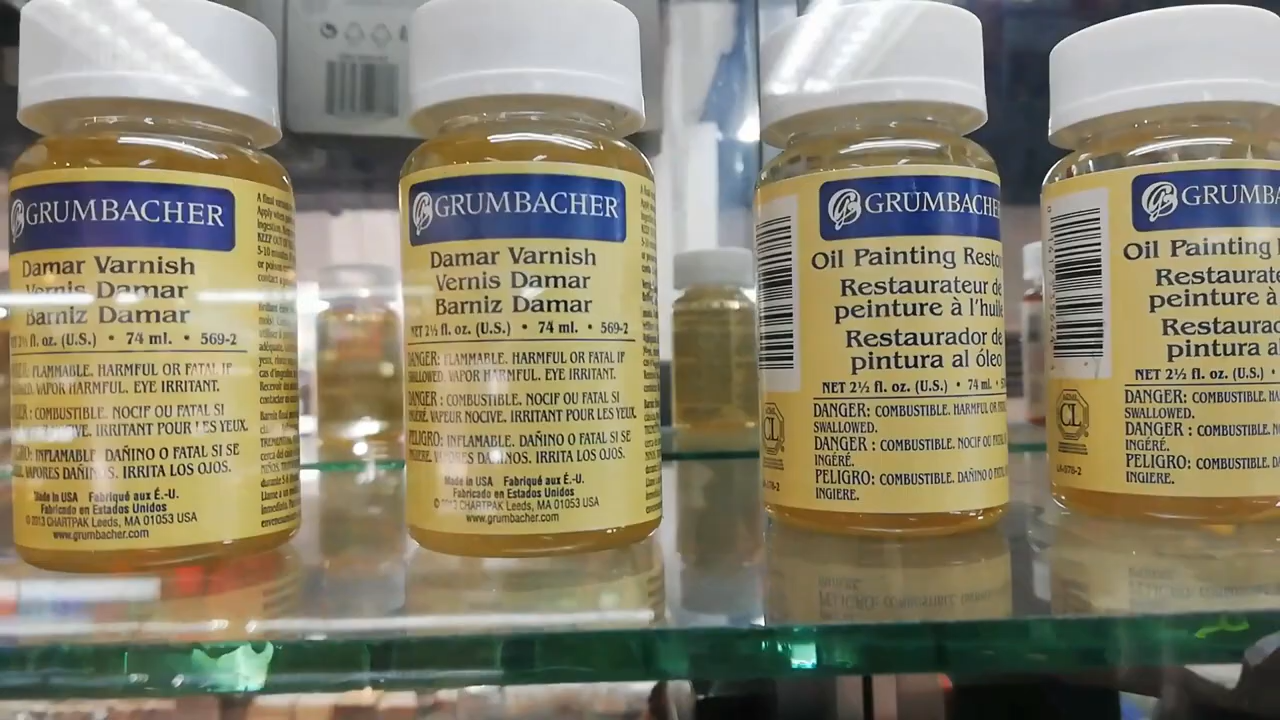 GRUMBACHER
Damar Varnish
Vernis Damar
Barniz Damar
fl. oz. (U.S.) • 74 ml. • 569-2
FLAMMABLE. HARMFUL OR FATAL IF
VAPOR HARMFUL. EYE IRRITANT.
: COMBUSTIBLE. NOCIF OU FATAL SI
IRRITANT POUR LES YEUX.
INFLAMABLE. DAÑINO O FATAL SI SE
VAPORES DAÑINOS. IRRITA LOS OJOS.
Made in USA Fabriqué aux É.-U.
Fabricado en Estados Unidos
© 2013 CHARTPAK Leeds, MA 01053 USA
www.grumbacher.com
GRUMBACHER
Damar Varnish
Vernis Damar
Barniz Damar
NET 2½ fl. oz. (U.S.) • 74 ml. • 569-2
DANGER: FLAMMABLE. HARMFUL OR FATAL IF
SWALLOWED. VAPOR HARMFUL. EYE IRRITANT.
DANGER : COMBUSTIBLE. NOCIF OU FATAL SI
INGÉRÉ. VAPEUR NOCIVE. IRRITANT POUR LES YEUX.
PELIGRO: INFLAMABLE. DAÑINO O FATAL SI SE
INGIERE. VAPORES DAÑINOS. IRRITA LOS OJOS.
Made in USA Fabriqué aux É.-U.
Fabricado en Estados Unidos
© 2013 CHARTPAK Leeds, MA 01053 USA
www.grumbacher.com
GRUMBACHE
Oil Painting Resto
Restaurateur de
peinture à l'huile
Restaurador de
pintura al óleo
NET 2½ fl. oz. (U.S.) • 74 ml. •
DANGER: COMBUSTIBLE. HARMFUL OR
SWALLOWED.
DANGER : COMBUSTIBLE. NOCIF OU FATAL
INGÉRÉ.
PELIGRO: COMBUSTIBLE. DAÑINO O FATAL
INGIERE.
CL
GRUMBA
Oil Painting
Restaurate
peinture à
Restaurad
pintura al
NET 2½ fl. oz. (U.S.) •
DANGER: COMBUSTIBLE. HA
SWALLOWED.
DANGER : COMBUSTIBLE. NO
INGÉRÉ.
PELIGRO: COMBUSTIBLE. DA
INGIERE.
CL